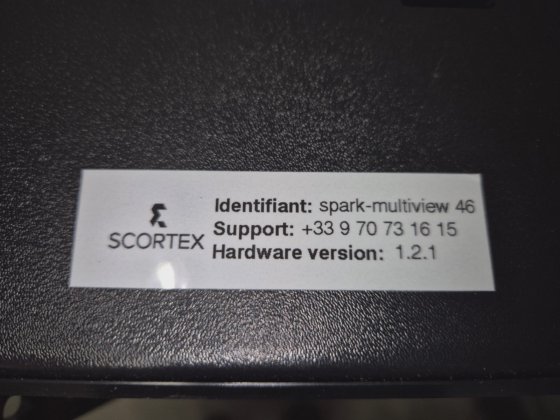 Identifiant: spark-multiview 46
SCORTEX
Support: +33 9 70 73 16 15
Hardware version: 1.2.1